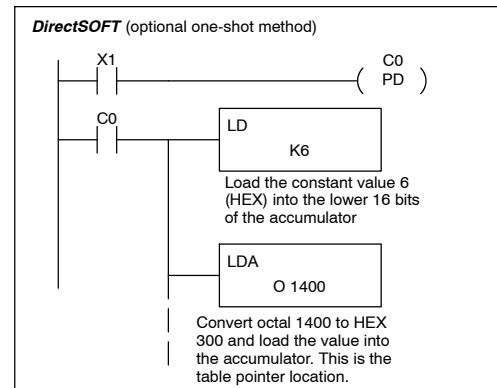 DirectSOFT (optional one-shot method)
X1
C0
PD
C0
LD
K6
Load the constant value 6
(HEX) into the lower 16 bits
of the accumulator
LDA
O 1400
Convert octal 1400 to HEX
300 and load the value into
the accumulator. This is the
table pointer location.